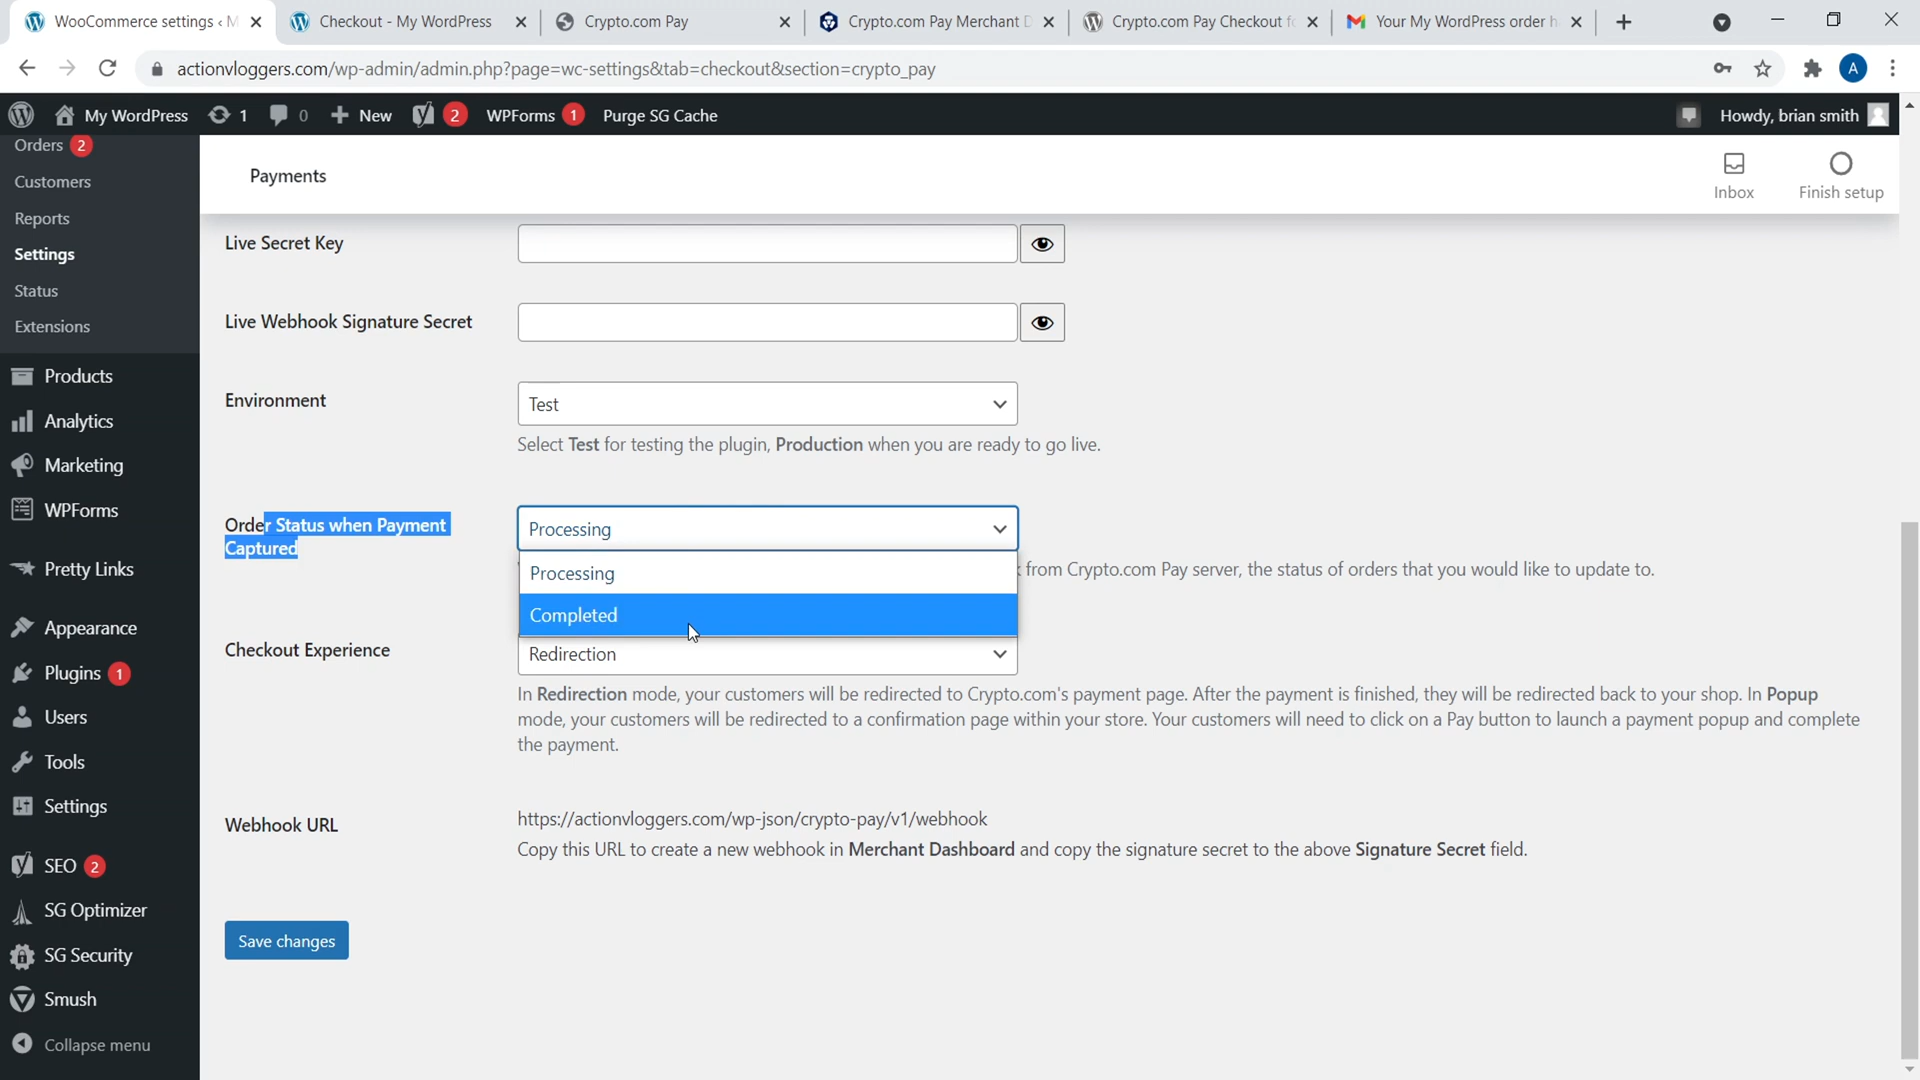 WooCommerce settings ‹ M
Checkout - My WordPress
Crypto.com Pay
Crypto.com Pay Merchant D
Crypto.com Pay Checkout fo
Your My WordPress order h
actionvloggers.com/wp-admin/admin.php?page=wc-settings&tab=checkout&section=crypto_pay
A
My WordPress
1
0
New
2
WPForms 1
Purge SG Cache
Howdy, brian smith
Orders 2
Customers
Reports
Settings
Status
Extensions
Products
Analytics
Marketing
WPForms
Pretty Links
Appearance
Plugins 1
Users
Tools
Settings
SEO 2
SG Optimizer
SG Security
Smush
Collapse menu
Payments
Inbox
Finish setup
Live Secret Key
Live Webhook Signature Secret
Environment
Test
Select Test for testing the plugin, Production when you are ready to go live.
Order Status when Payment
Captured
Processing
Processing
Completed
from Crypto.com Pay server, the status of orders that you would like to update to.
Checkout Experience
Redirection
In Redirection mode, your customers will be redirected to Crypto.com's payment page. After the payment is finished, they will be redirected back to your shop. In Popup
mode, your customers will be redirected to a confirmation page within your store. Your customers will need to click on a Pay button to launch a payment popup and complete
the payment.
Webhook URL
https://actionvloggers.com/wp-json/crypto-pay/v1/webhook
Copy this URL to create a new webhook in Merchant Dashboard and copy the signature secret to the above Signature Secret field.
Save changes